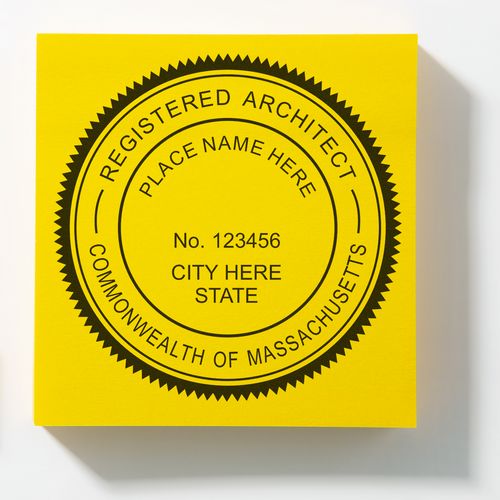 REGISTERED ARCHITECT
PLACE NAME HERE
No. 123456
CITY HERE
STATE
COMMONWEALTH OF MASSACHUSETTS